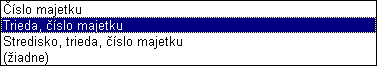 Číslo majetku
Trieda, číslo majetku
Stredisko, trieda, číslo majetku
(žiadne)